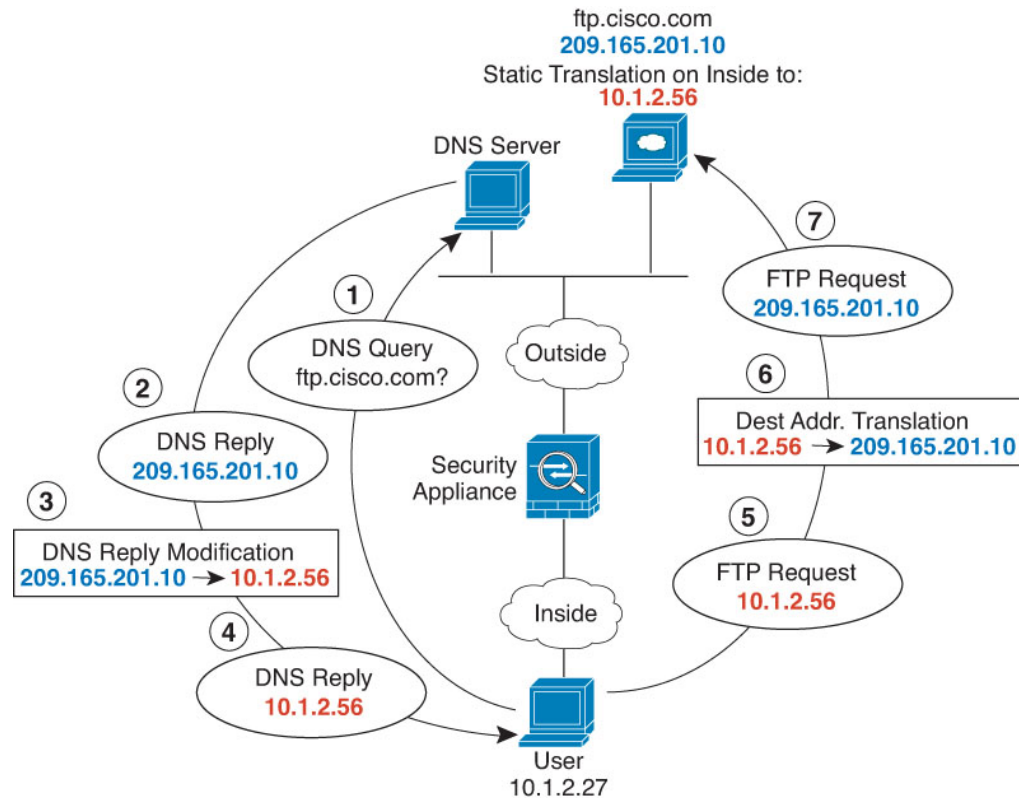 ftp.cisco.com
209.165.201.10
Static Translation on Inside to:
10.1.2.56
DNS Server
7
FTP Request
209.165.201.10
1
DNS Query
ftp.cisco.com?
Outside
2
DNS Reply
209.165.201.10
6
Dest Addr. Translation
10.1.2.56 → 209.165.201.10
Security
Appliance
3
DNS Reply Modification
209.165.201.10 → 10.1.2.56
5
FTP Request
10.1.2.56
Inside
4
DNS Reply
10.1.2.56
User
10.1.2.27